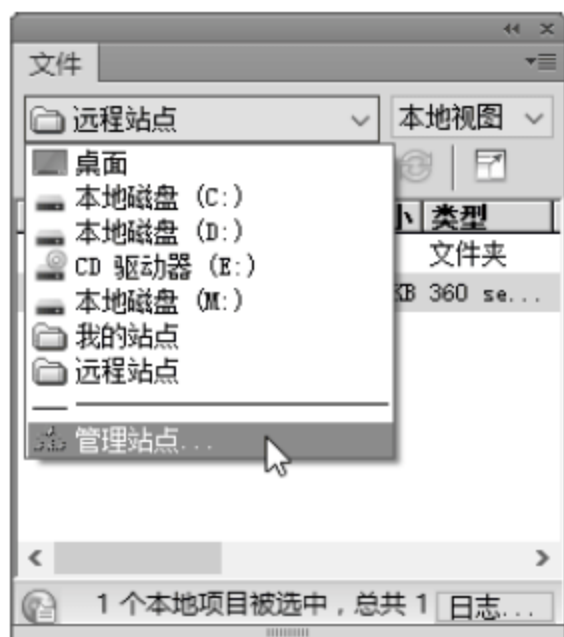 文件
远程站点 本地视图
桌面
本地磁盘 (C:)
本地磁盘 (D:)
CD 驱动器 (E:)
本地磁盘 (M:)
我的站点
远程站点
管理站点...
类型
文件夹
KB 360 se...
1 个本地项目被选中，总共 1 日志...